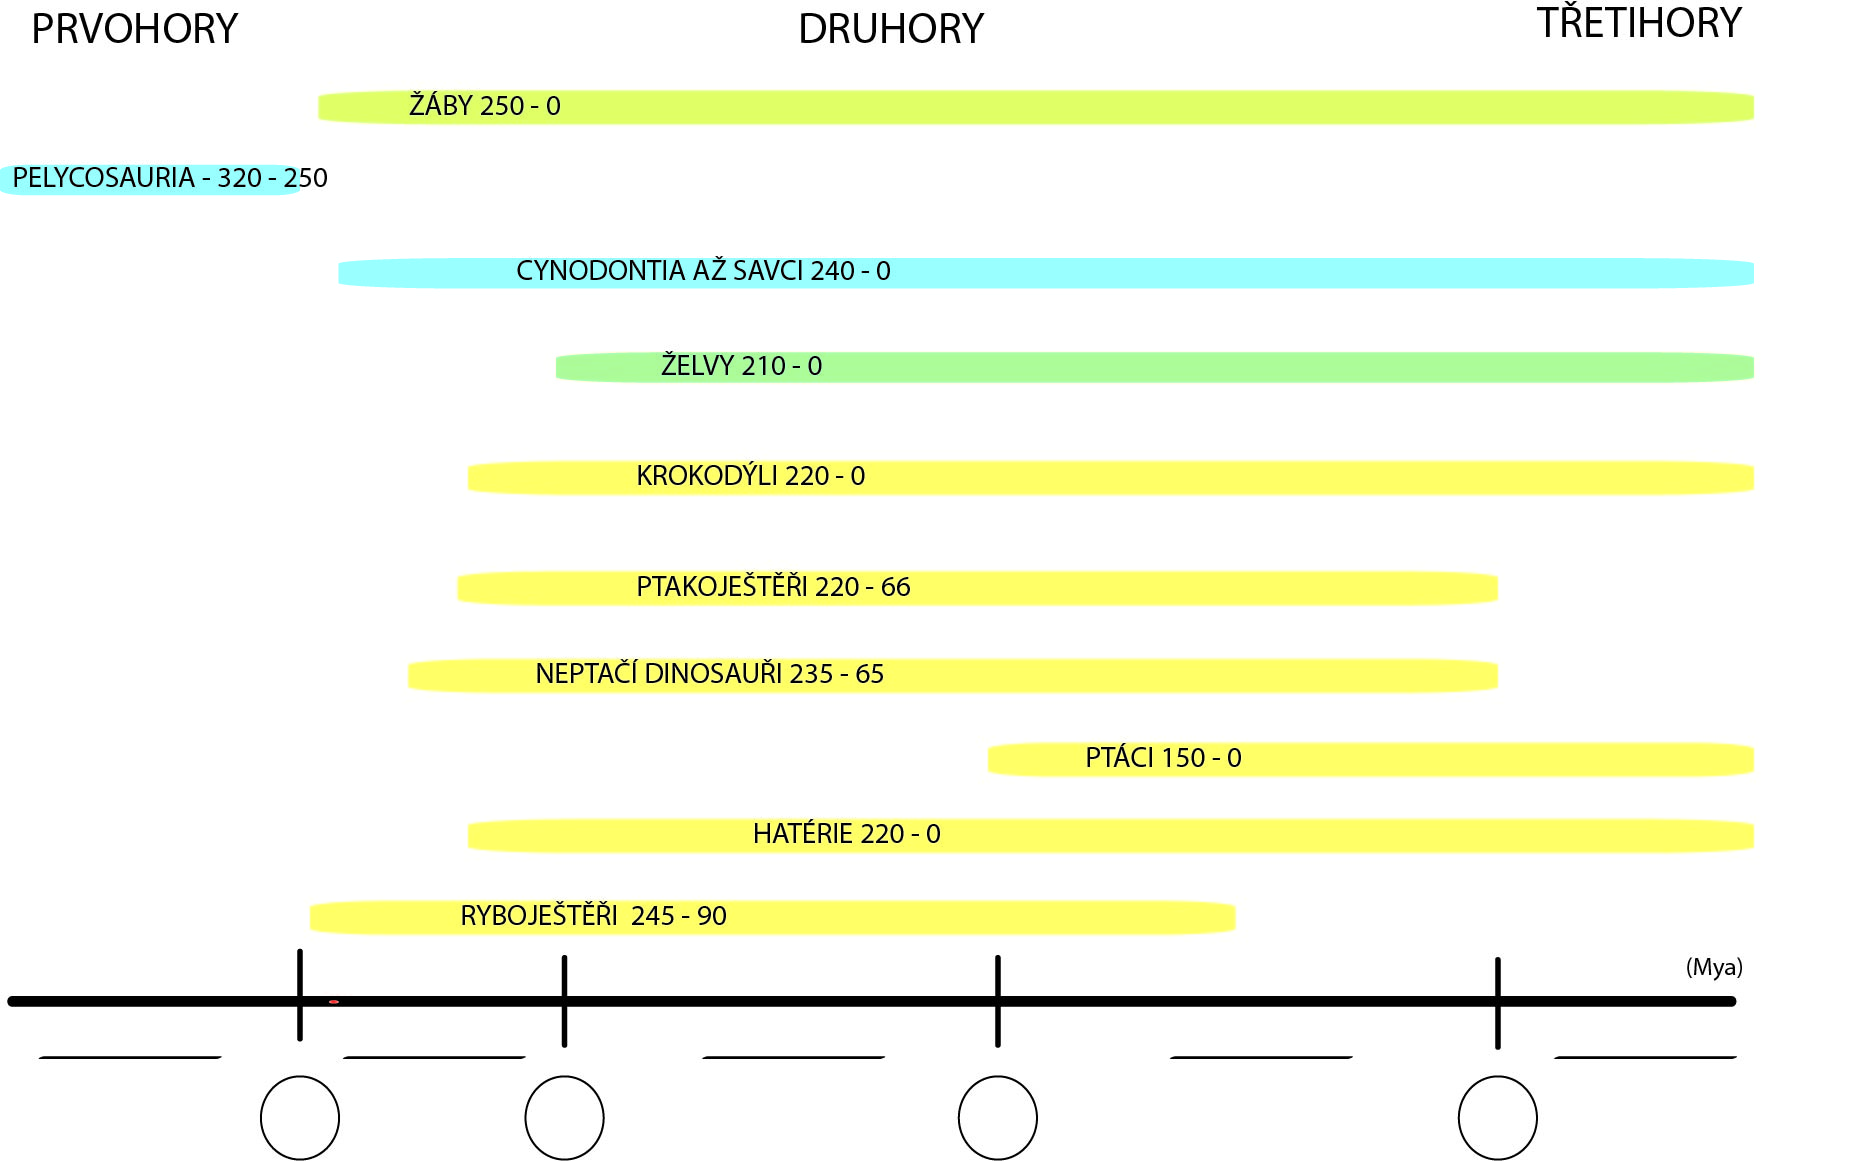 PRVOHORY
DRUHORY
TŘETIHORY
ŽÁBY 250 - 0
PELYCOSAURIA - 320 - 250
CYNODONTIA AŽ SAVCI 240 - 0
ŽELVY 210 - 0
KROKODÝLI 220 - 0
PTAKOJEŠTĚŘI 220 - 66
NEPTAČÍ DINOSAUŘI 235 - 65
PTÁCI 150 - 0
HATÉRIE 220 - 0
RYBOJEŠTĚŘI  245 - 90
(Mya)